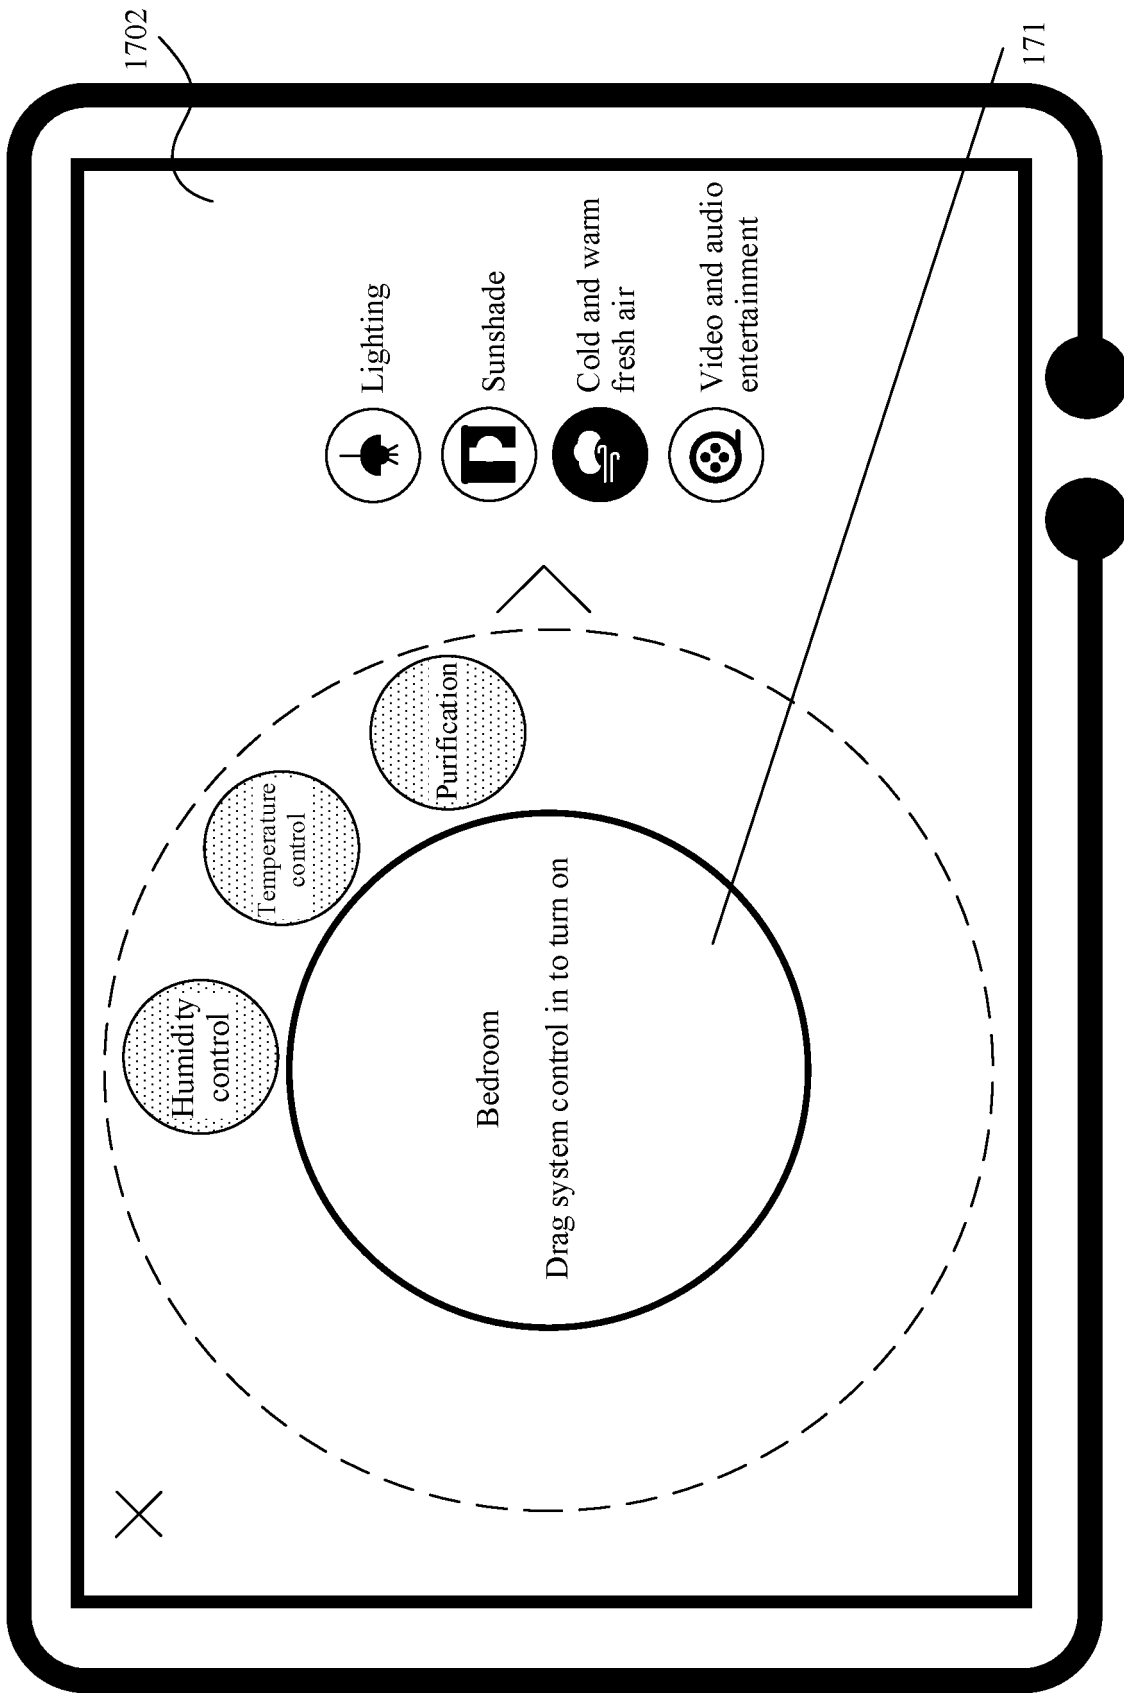 1702
Humidity
control
Temperature
control
Purification
Bedroom
Drag system control in to turn on
Lighting
Sunshade
Cold and warm
fresh air
Video and audio
entertainment
171